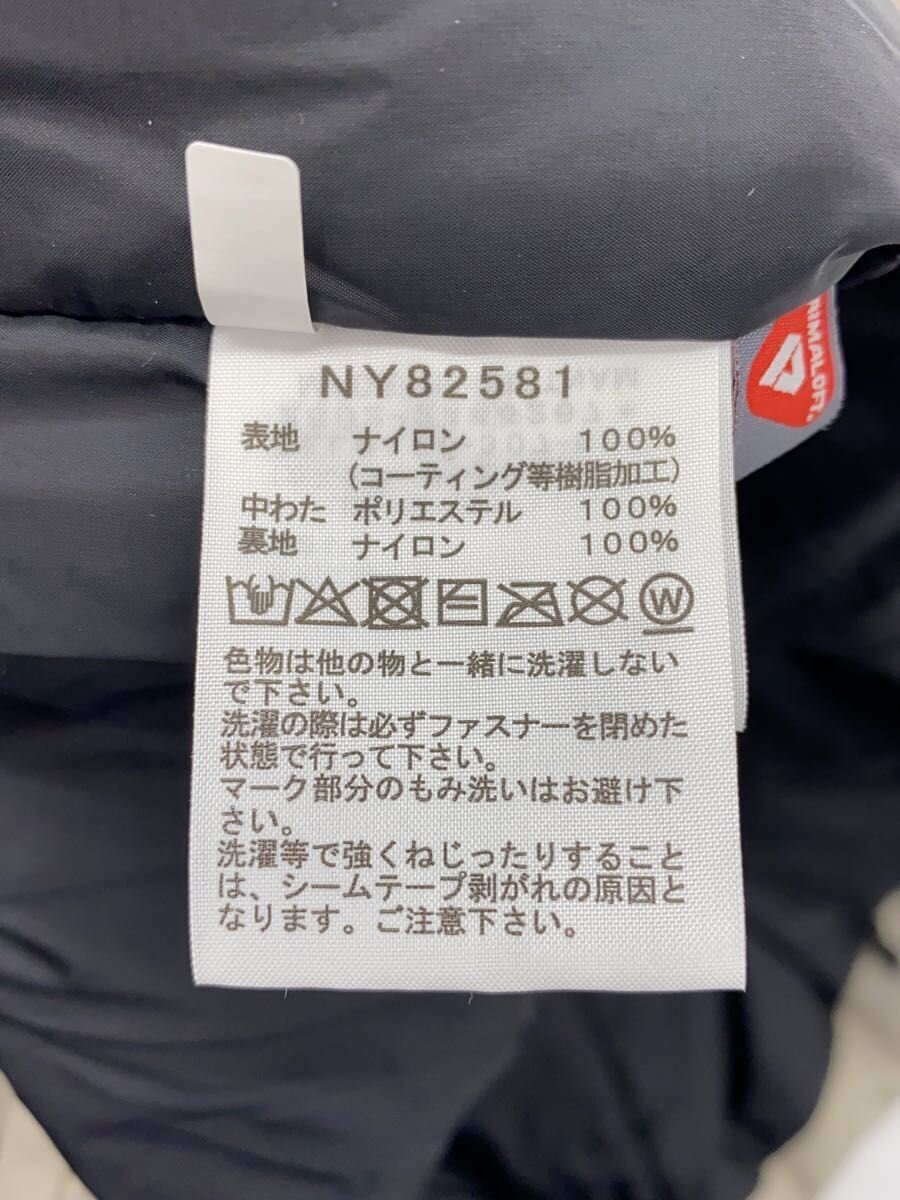 NY82581
表地 ナイロン 100%
(コーティング等樹脂加工)
中わた ポリエステル 100%
裏地 ナイロン 100%
W
色物は他の物と一緒に洗濯しない
で下さい。
洗濯の際は必ずファスナーを閉めた
状態で行って下さい。
マーク部分のもみ洗いはお避け下
さい。
洗濯等で強くねじったりすること
は、シームテープ剥がれの原因と
なります。ご注意下さい。
RIMALOFT